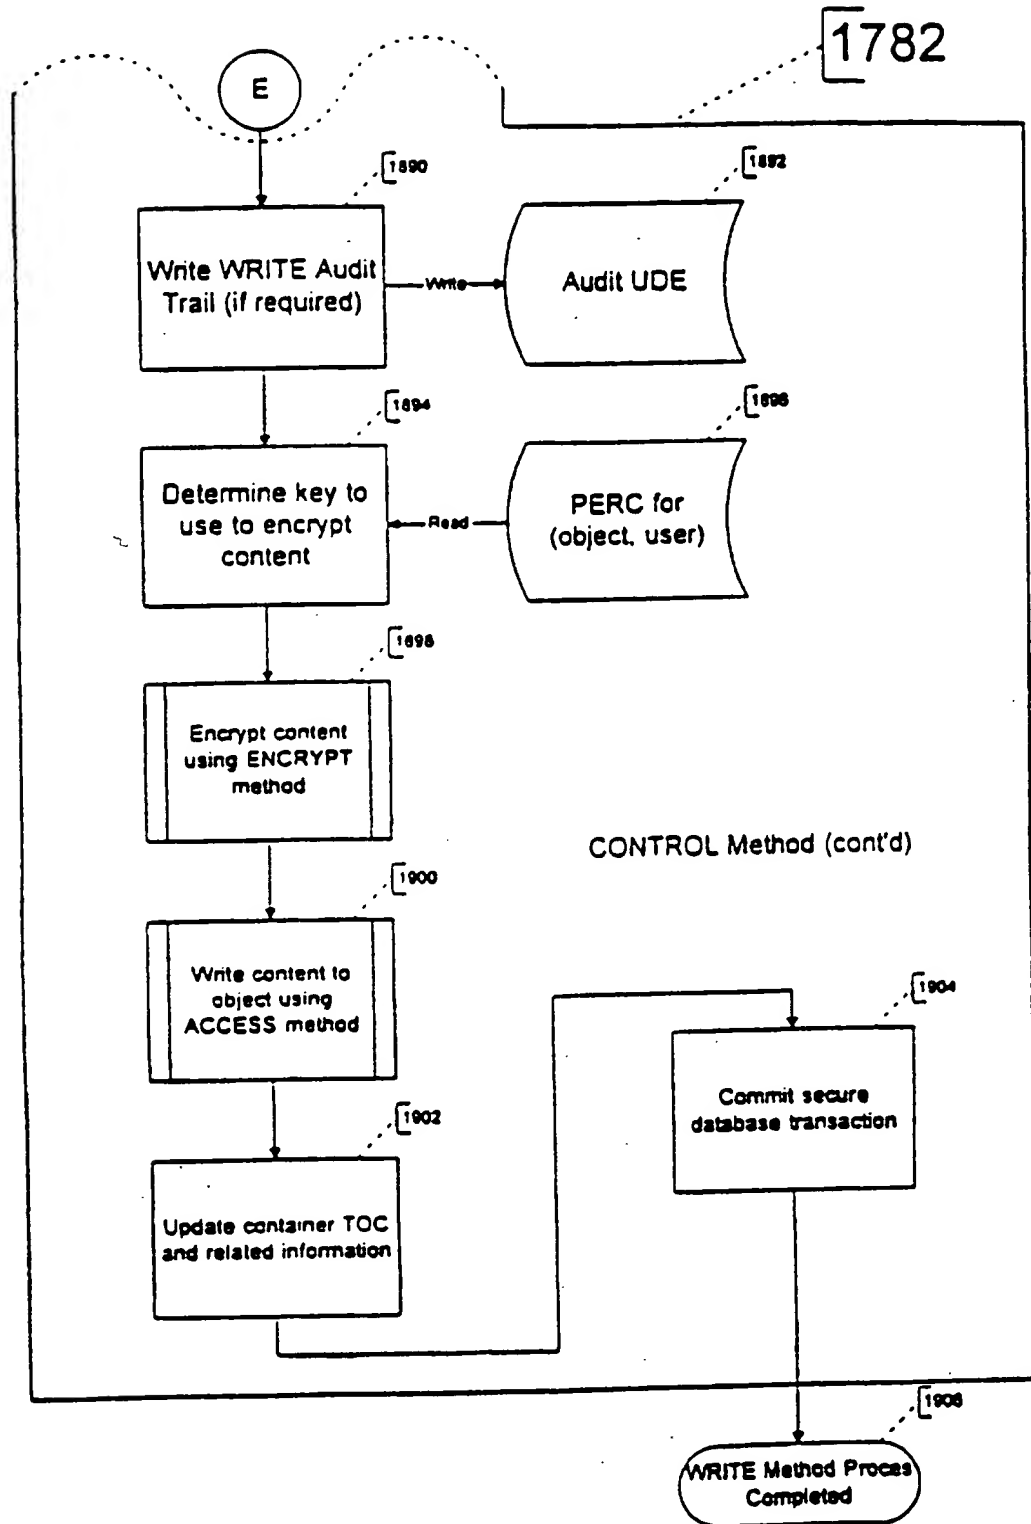 1782
E
1890
1892
Write WRITE Audit
Trail (if required)
Write
Audit UDE
1894
1896
Determine key to
use to encrypt
content
Read
PERC for
(object, user)
1898
Encrypt content
using ENCRYPT
method
CONTROL Method (cont'd)
1900
Write content to
object using
ACCESS method
1904
Commit secure
database transaction
1902
Update container TOC
and related information
1906
WRITE Method Proces
Completed